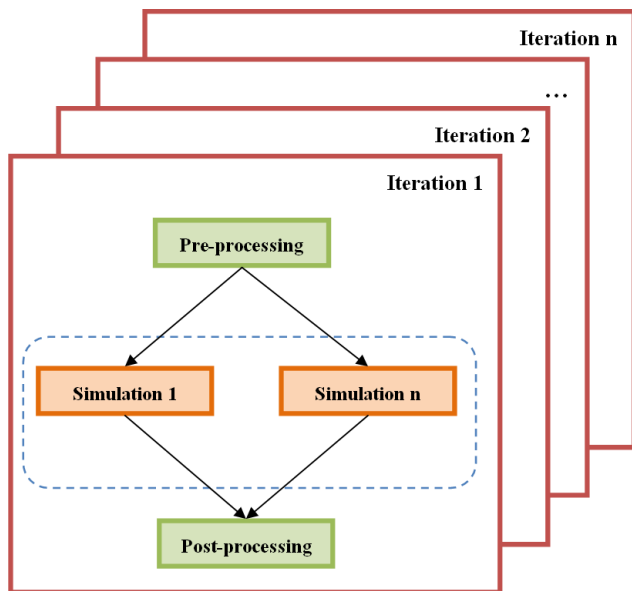 Iteration n
...
Iteration 2
Iteration 1
Pre-processing
Simulation 1
Simulation n
Post-processing